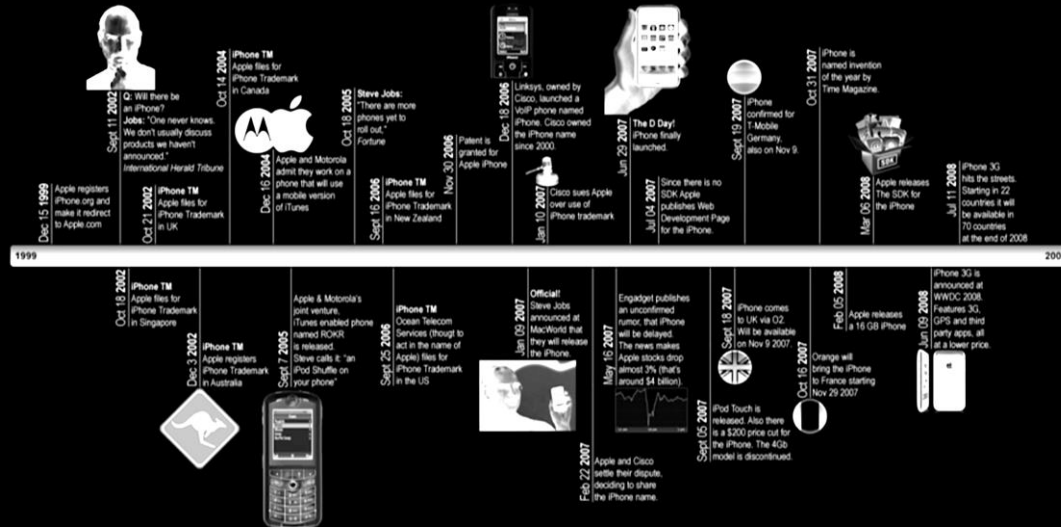 Dec 15 1999
Apple registers
iPhone.org and
make it redirect
to Apple.com
Sept 11 2002
Q: Will there be
an iPhone?
Jobs: "One never knows.
We don't usually discuss
products we haven't
announced."
International Herald Tribune
Oct 21 2002
iPhone TM
Apple files for
iPhone Trademark
in UK
Oct 14 2004
iPhone TM
Apple files for
iPhone Trademark
in Canada
Dec 16 2004
Apple and Motorola
admit they work on a
phone that will use
a mobile version
of iTunes
Oct 18 2005
Steve Jobs:
"There are more
phones yet to
roll out,"
Fortune
Sept 16 2006
iPhone TM
Apple files for
iPhone Trademark
in New Zealand
Nov 30 2006
Patent is
granted for
Apple iPhone
Dec 18 2006
Linksys, owned by
Cisco, launched a
VoIP phone named
iPhone. Cisco owned
the iPhone name
since 2000.
Jan 10 2007
Cisco sues Apple
over use of
iPhone trademark
Jun 29 2007
The D Day!
iPhone finally
launched.
Jul 04 2007
Since there is no
SDK Apple
publishes Web
Development Page
for the iPhone.
Sept 19 2007
iPhone
confirmed for
T-Mobile
Germany,
also on Nov 9.
Oct 31 2007
iPhone is
named invention
of the year by
Time Magazine.
SDK
Mar 06 2008
Apple releases
The SDK for
the iPhone
Jul 11 2008
iPhone 3G
hits the streets.
Starting in 22
countries it will
be available in
70 countries
at the end of 2008
1999
200
Oct 18 2002
iPhone TM
Apple files for
iPhone Trademark
in Singapore
Dec 3 2002
iPhone TM
Apple registers
iPhone Trademark
in Australia
Sept 7 2005
Apple & Motorola's
joint venture,
iTunes enabled phone
named ROKR
is released.
Steve calls it: "an
iPod Shuffle on
your phone"
Sept 25 2006
iPhone TM
Ocean Telecom
Services (thougt to
act in the name of
Apple) files for
iPhone Trademark
in the US
Jan 09 2007
Official!
Steve Jobs
announced at
MacWorld that
they will release
the iPhone.
Feb 22 2007
Apple and Cisco
settle their dispute,
deciding to share
the iPhone name.
May 16 2007
Engadget publishes
an unconfirmed
rumor, that iPhone
will be delayed.
The news makes
Apple stocks drop
almost 3% (that's
around $4 billion).
Sept 05 2007
iPod Touch is
released. Also there
is a $200 price cut for
the iPhone. The 4Gb
model is discontinued.
Sept 18 2007
iPhone comes
to UK via O2.
Will be available
on Nov 9 2007.
Oct 16 2007
Orange will
bring the iPhone
to France starting
Nov 29 2007
Feb 05 2008
Apple releases
a 16 GB iPhone
Jun 09 2008
iPhone 3G is
announced at
WWDC 2008.
Features 3G,
GPS and third
party apps, all
at a lower price.